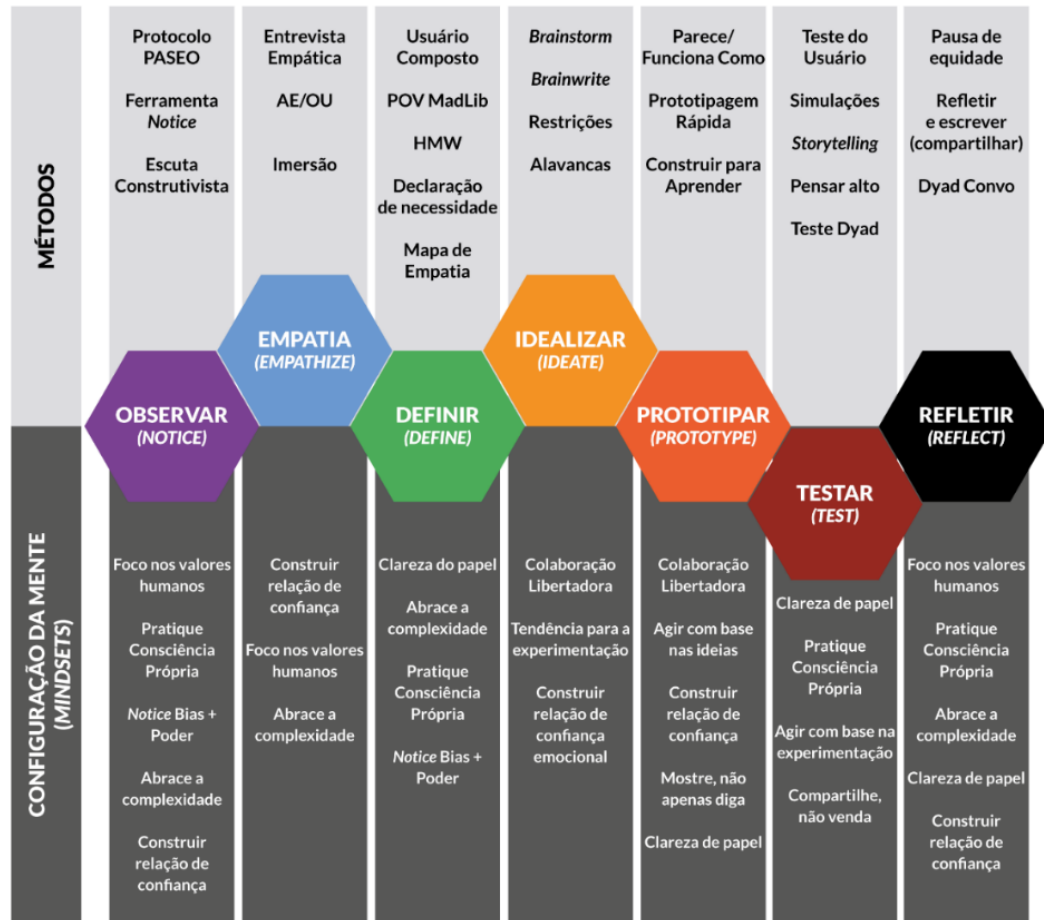 MÉTODOS
Protocolo
PASEO
Ferramenta
Notice
Escuta
Construtivista
Entrevista
Empática
AE/OU
Imersão
Usuário
Composto
POV MadLib
HMW
Declaração
de necessidade
Mapa de
Empatia
Brainstorm
Brainwrite
Restrições
Alavancas
Parece/
Funciona Como
Prototipagem
Rápida
Construir para
Aprender
Teste do
Usuário
Simulações
Storytelling
Pensar alto
Teste Dyad
Pausa de
equidade
Refletir
e escrever
(compartilhar)
Dyad Convo
OBSERVAR
(NOTICE)
EMPATIA
(EMPATHIZE)
DEFINIR
(DEFINE)
IDEALIZAR
(IDEATE)
PROTOTIPAR
(PROTOTYPE)
TESTAR
(TEST)
REFLETIR
(REFLECT)
CONFIGURAÇÃO DA MENTE
(MINDSETS)
Foco nos valores
humanos
Pratique
Consciência
Própria
Notice Bias +
Poder
Abrace a
complexidade
Construir
relação de
confiança
Construir
relação de
confiança
Foco nos valores
humanos
Abrace a
complexidade
Clareza do papel
Abrace a
complexidade
Pratique
Consciência
Própria
Notice Bias +
Poder
Colaboração
Libertadora
Tendência para a
experimentação
Construir
relação de
confiança
emocional
Colaboração
Libertadora
Agir com base
nas ideias
Construir
relação de
confiança
Mostre, não
apenas diga
Clareza de papel
Clareza de papel
Pratique
Consciência
Própria
Agir com base na
experimentação
Compartilhe,
não venda
Foco nos valores
humanos
Pratique
Consciência
Própria
Abrace a
complexidade
Clareza de papel
Construir
relação de
confiança